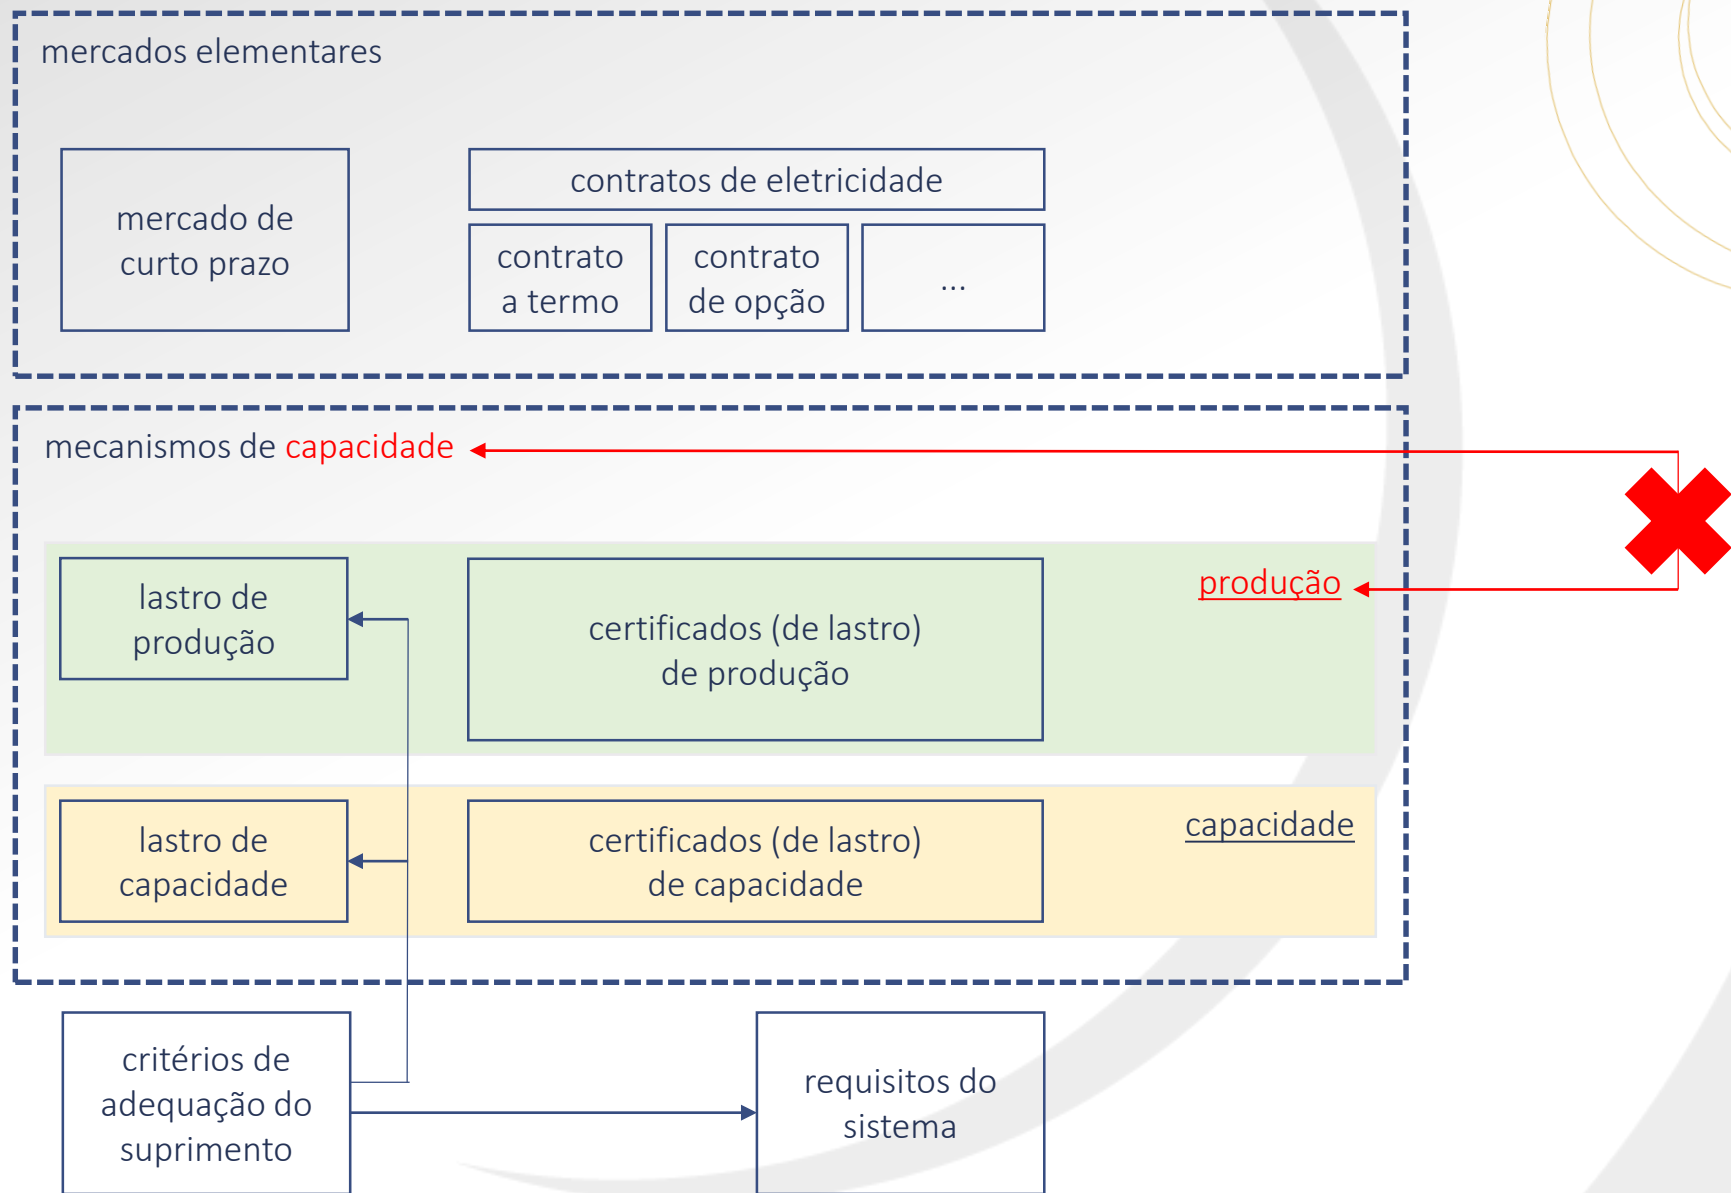 mercados elementares
mercado de
curto prazo
contratos de eletricidade
contrato
a termo
contrato
de opção
...
mecanismos de capacidade
lastro de
produção
certificados (de lastro)
de produção
produção
lastro de
capacidade
certificados (de lastro)
de capacidade
capacidade
critérios de
adequação do
suprimento
requisitos do
sistema